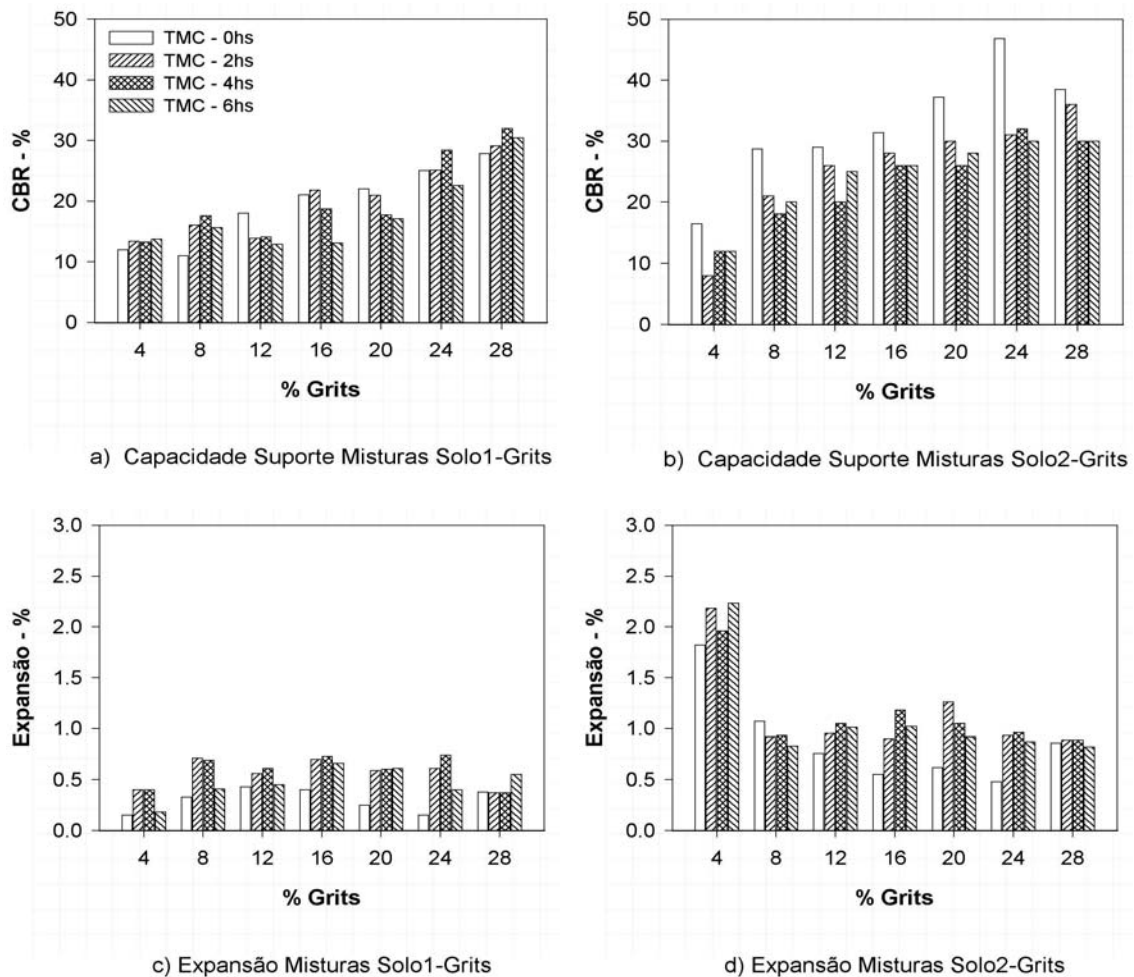 50
40
30
20
10
0
CBR - %
TMC - 0hs
TMC - 2hs
TMC - 4hs
TMC - 6hs
4 8 12 16 20 24 28
% Grits
a) Capacidade Suporte Misturas Solo1-Grits
50
40
30
20
10
0
CBR - %
4 8 12 16 20 24 28
% Grits
b) Capacidade Suporte Misturas Solo2-Grits
3.0
2.5
2.0
1.5
1.0
0.5
0.0
Expansão - %
4 8 12 16 20 24 28
% Grits
c) Expansão Misturas Solo1-Grits
3.0
2.5
2.0
1.5
1.0
0.5
0.0
Expansão - %
4 8 12 16 20 24 28
% Grits
d) Expansão Misturas Solo2-Grits